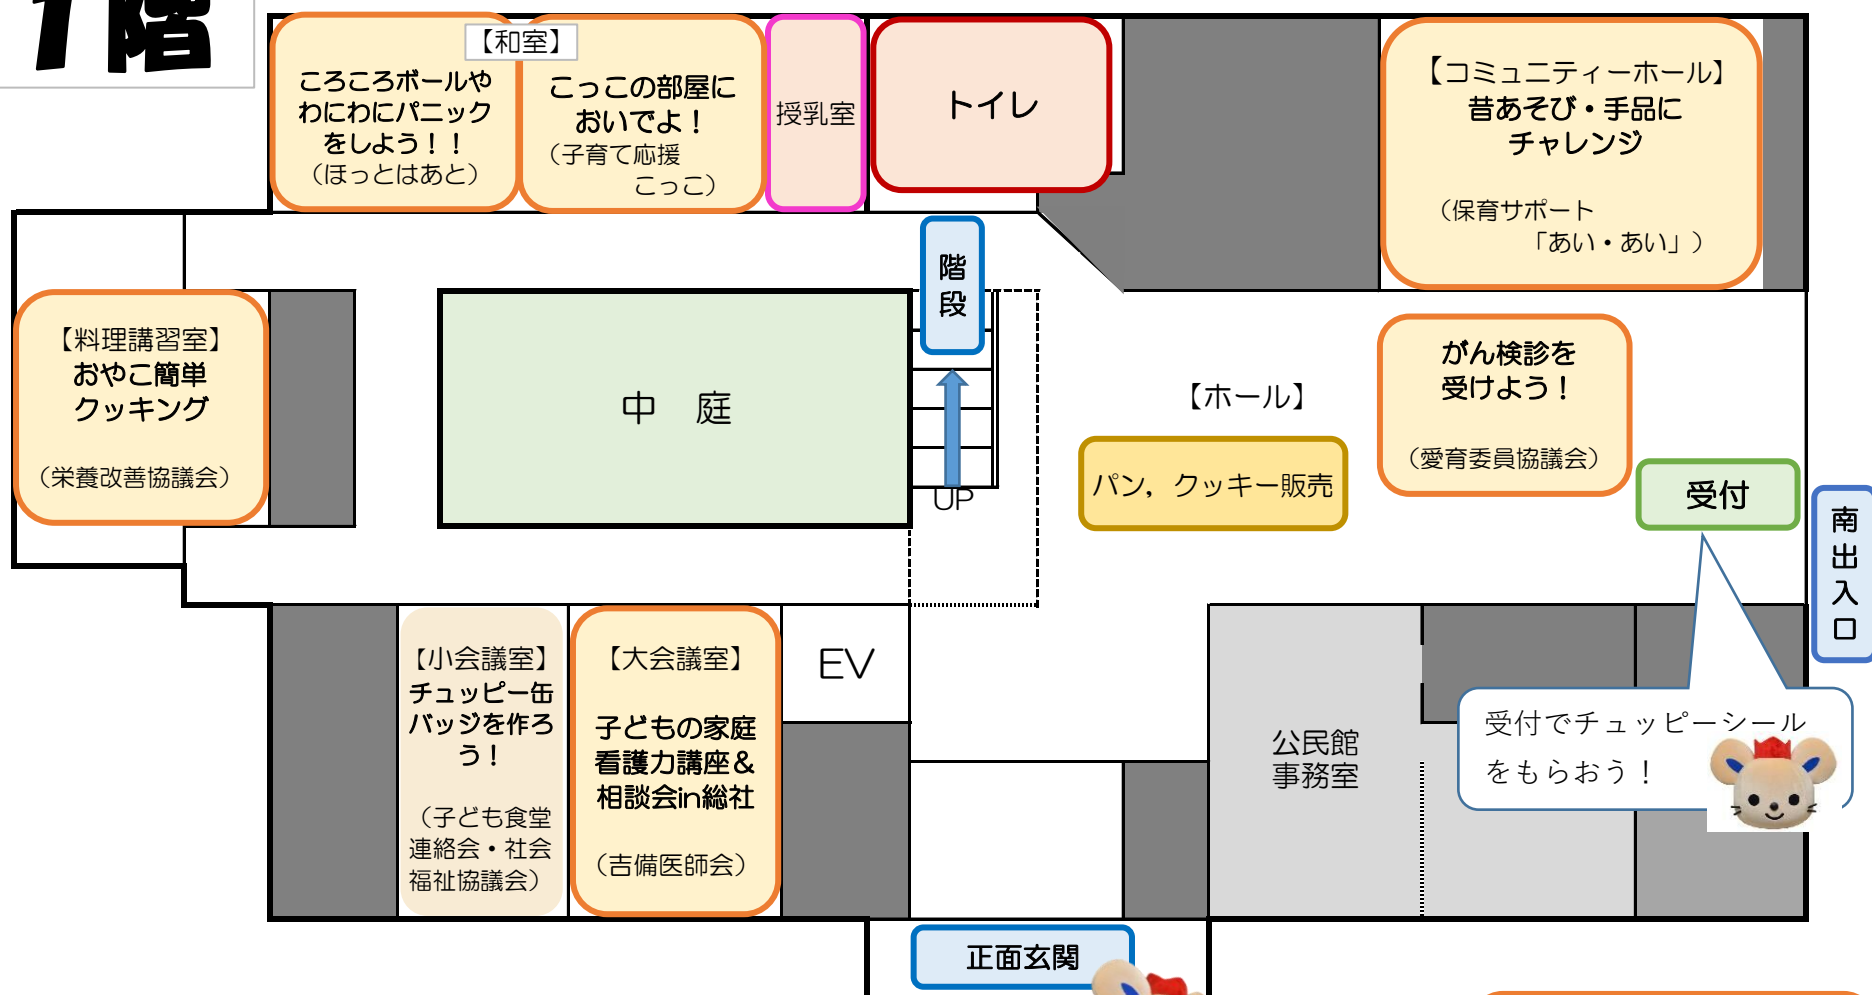 1階
【和室】
ころころボールや
わにわにパニック
をしよう！！
（ほっとはあと）
こっこの部屋に
おいでよ！
（子育て応援
こっこ）
授乳室
トイレ
【コミュニティーホール】
昔あそび・手品に
チャレンジ
（保育サポート
「あい・あい」）
階段
【料理講習室】
おやこ簡単
クッキング
（栄養改善協議会）
中　庭
UP
【ホール】
パン，クッキー販売
がん検診を
受けよう！
（愛育委員協議会）
受付
南出入口
【小会議室】
チュッピー缶
バッジを作ろ
う！
（子ども食堂
連絡会・社会
福祉協議会）
【大会議室】
子どもの家庭
看護力講座＆
相談会in総社
（吉備医師会）
EV
公民館
事務室
受付でチュッピーシール
をもらおう！
正面玄関